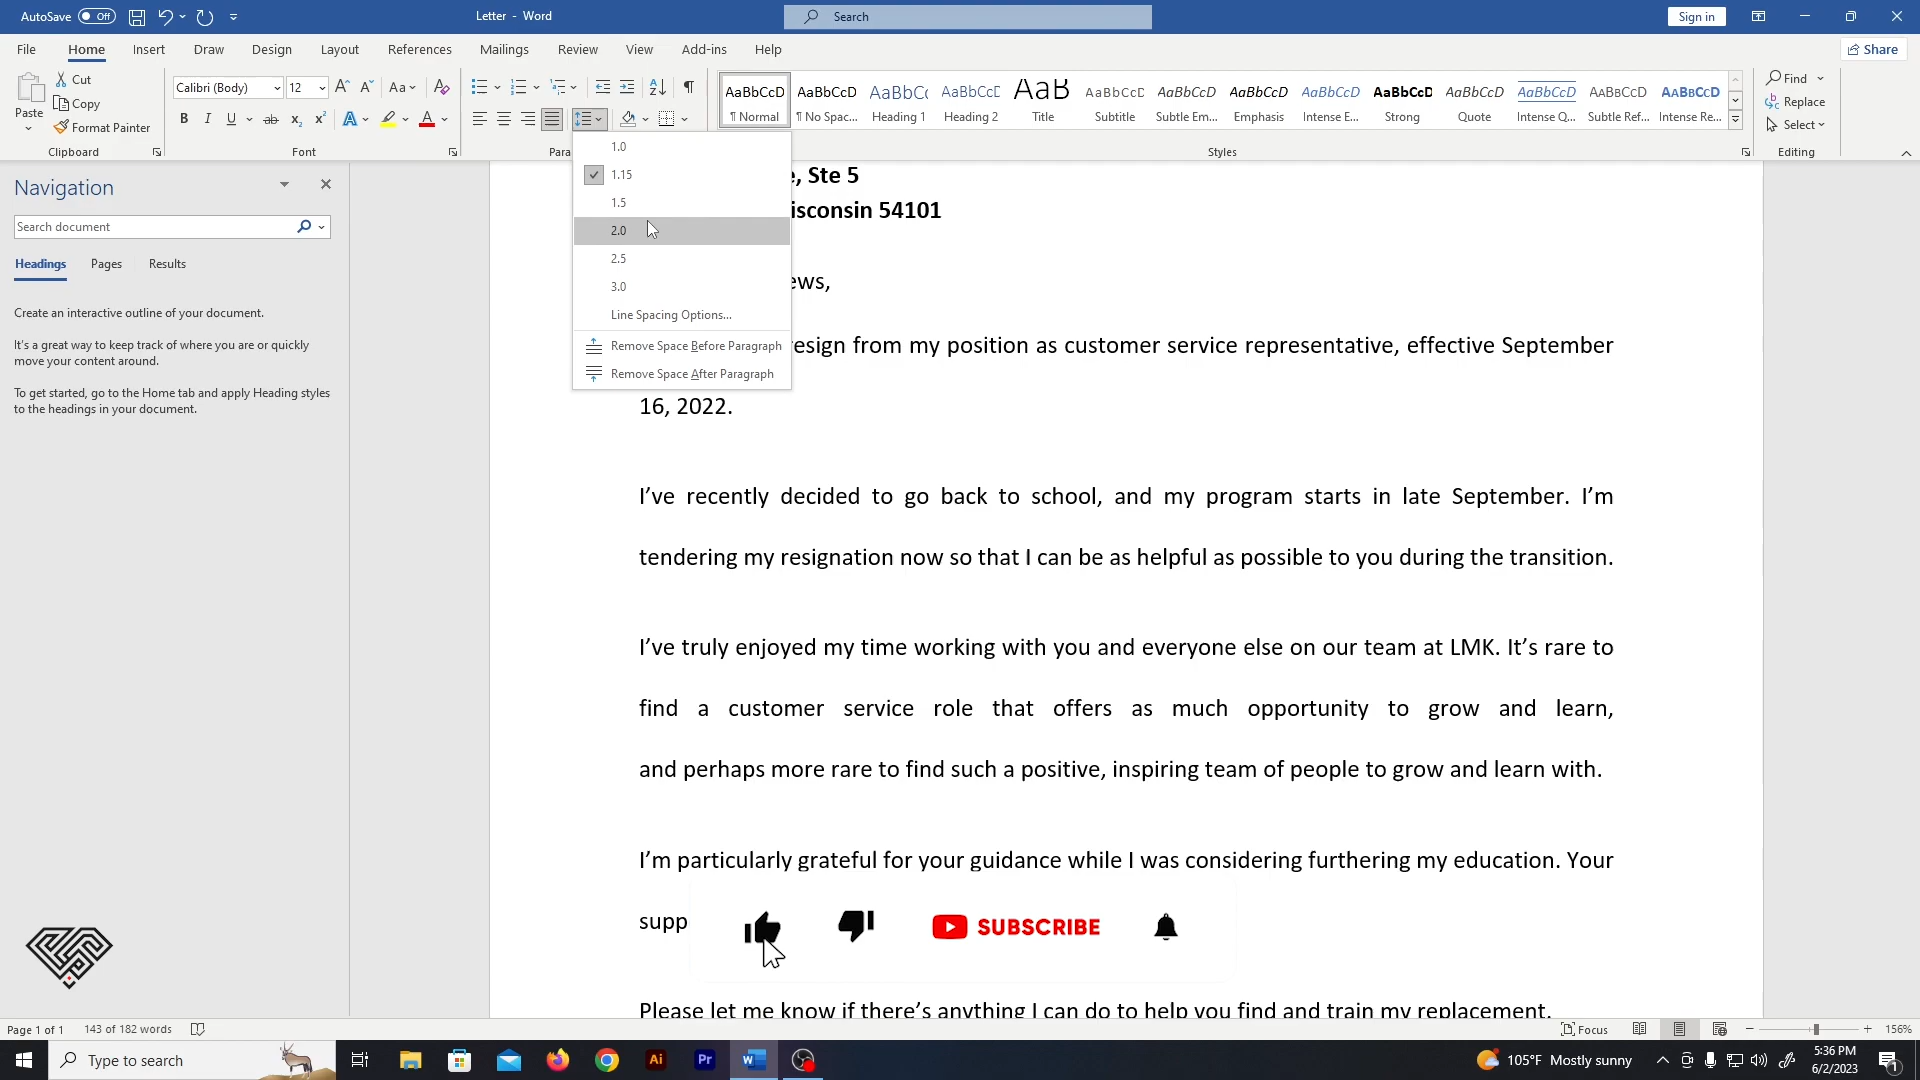 AutoSave Off
Letter - Word
Search
Sign in
File Home Insert Draw Design Layout References Mailings Review View Add-ins Help
Share
Paste
Cut
Copy
Format Painter
Clipboard
Calibri (Body) 12
Aa
Font
Para
AaBbCcD AaBbCcD AaBbCc AaBbCcD AaB AaBbCcD AaBbCcD AaBbCcD AaBbCcD AaBbCcD AaBbCcD AaBbCcD AaBbCcD AaBbCcD
¶ Normal ¶ No Spac... Heading 1 Heading 2 Title Subtitle Subtle Em... Emphasis Intense E... Strong Quote Intense Q... Subtle Ref... Intense Re...
Styles
Find
Replace
Select
Editing
1.0
1.15
1.5
2.0
2.5
3.0
Line Spacing Options...
Remove Space Before Paragraph
Remove Space After Paragraph
Navigation
Search document
Headings Pages Results
Create an interactive outline of your document.
It's a great way to keep track of where you are or quickly
move your content around.
To get started, go to the Home tab and apply Heading styles
to the headings in your document.
e, Ste 5
isconsin 54101
ews,
esign from my position as customer service representative, effective September
16, 2022.
I’ve recently decided to go back to school, and my program starts in late September. I’m
tendering my resignation now so that I can be as helpful as possible to you during the transition.
I’ve truly enjoyed my time working with you and everyone else on our team at LMK. It’s rare to
find a customer service role that offers as much opportunity to grow and learn,
and perhaps more rare to find such a positive, inspiring team of people to grow and learn with.
I’m particularly grateful for your guidance while I was considering furthering my education. Your
supp
SUBSCRIBE
Please let me know if there’s anything I can do to help you find and train my replacement.
Page 1 of 1 143 of 182 words
Focus
156%
Type to search
Ai
Pr
105°F Mostly sunny
5:36 PM
6/2/2023
1